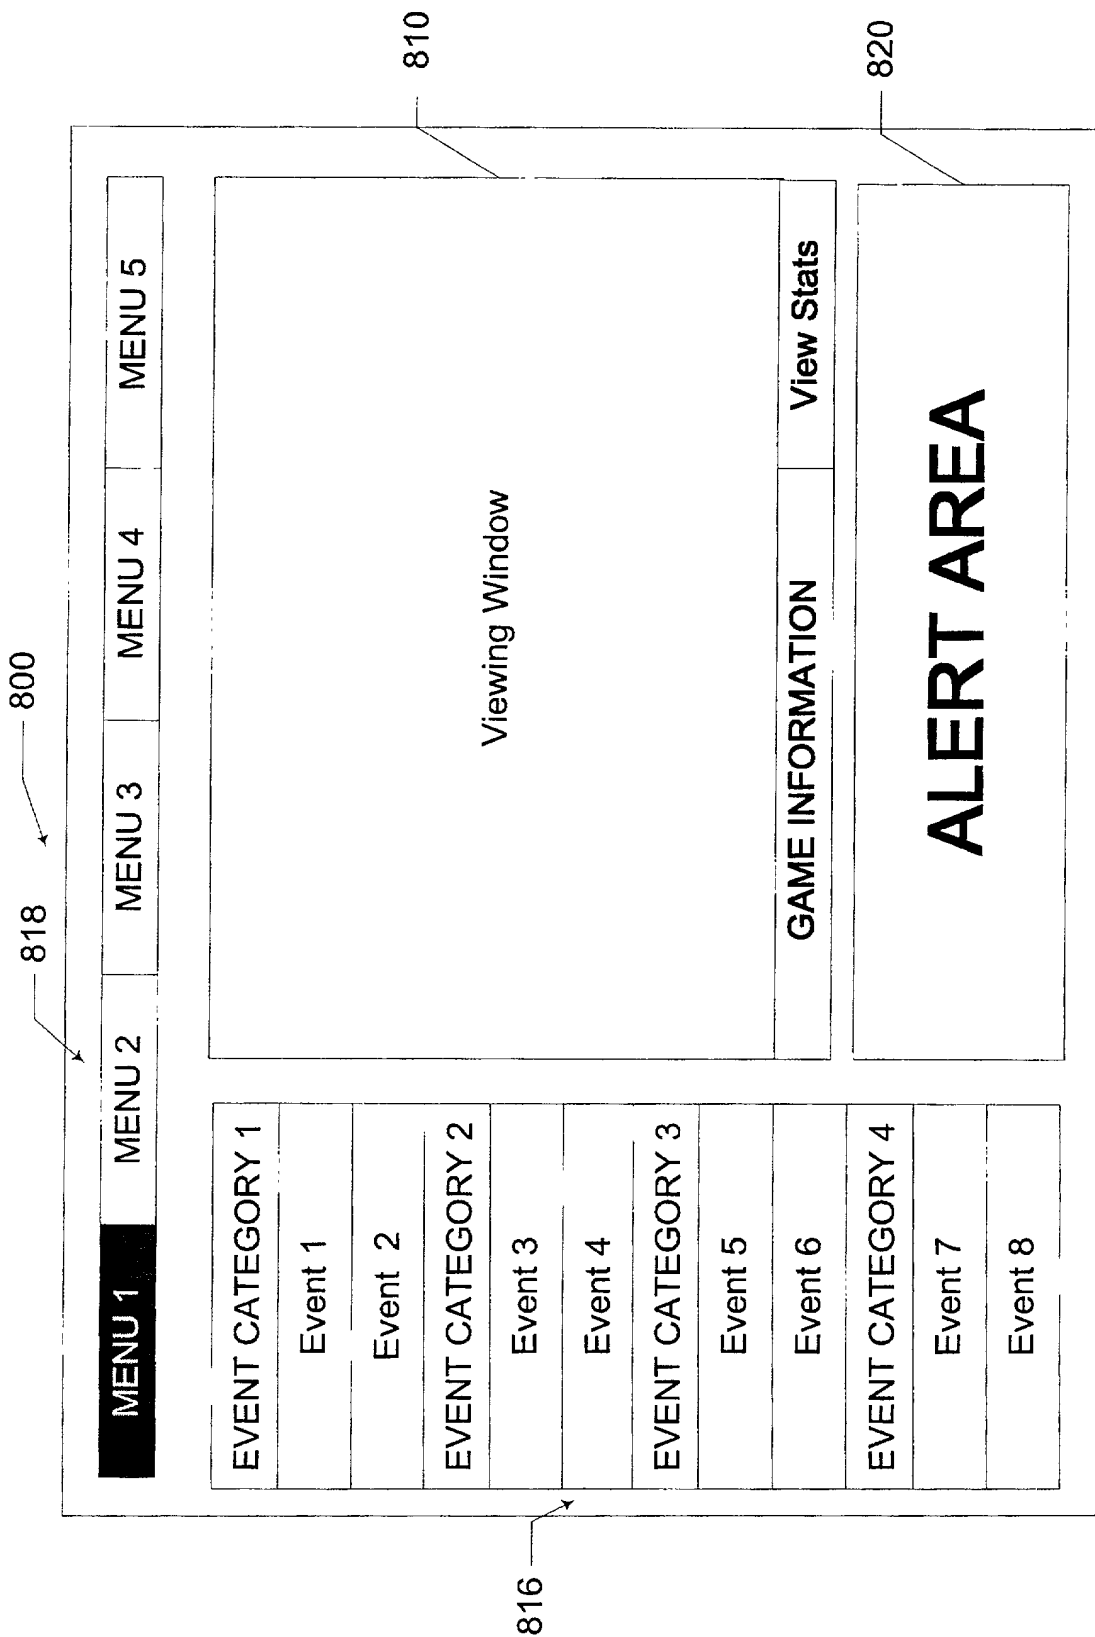 800
818
MENU 1 MENU 2 MENU 3 MENU 4 MENU 5
810
EVENT CATEGORY 1
Event 1
Event 2
EVENT CATEGORY 2
Event 3
Event 4
EVENT CATEGORY 3
Event 5
Event 6
EVENT CATEGORY 4
Event 7
Event 8
816
Viewing Window
GAME INFORMATION View Stats
820
ALERT AREA